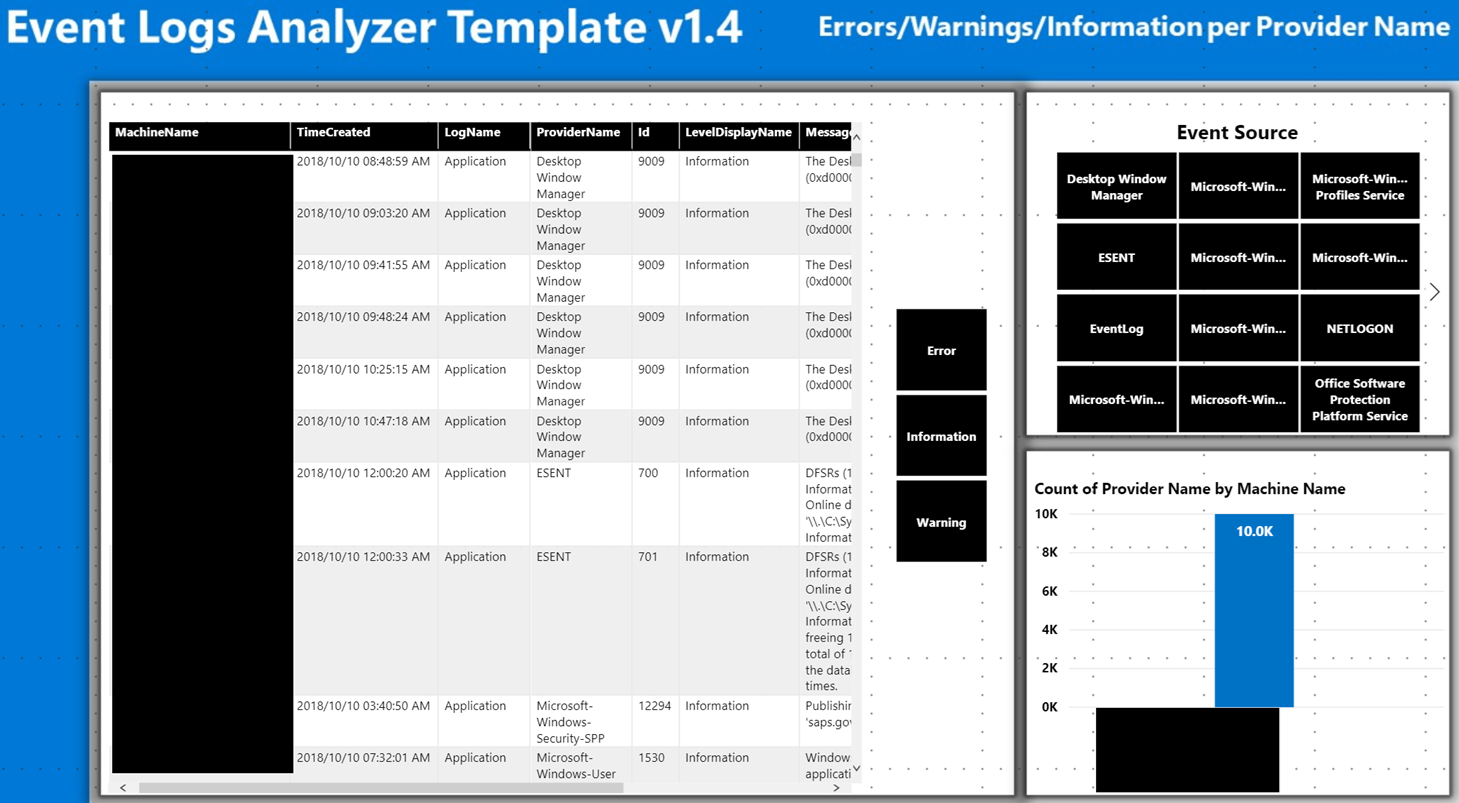 Event Logs Analyzer Template v1.4
Errors/Warnings/Information per Provider Name
MachineName TimeCreated LogName ProviderName Id LevelDisplayName Message
2018/10/10 08:48:59 AM Application Desktop 9009 Information The Desk
Window (0xd000
Manager
2018/10/10 09:03:20 AM Application Desktop 9009 Information The Desk
Window (0xd000
Manager
2018/10/10 09:41:55 AM Application Desktop 9009 Information The Desk
Window (0xd000
Manager
2018/10/10 09:48:24 AM Application Desktop 9009 Information The Desk
Window (0xd000
Manager
2018/10/10 10:25:15 AM Application Desktop 9009 Information The Desk
Window (0xd000
Manager
2018/10/10 10:47:18 AM Application Desktop 9009 Information The Desk
Window (0xd000
Manager
2018/10/10 12:00:20 AM Application ESENT 700 Information DFSRs (1
Informat
Online d
'\\.\C:\Sy
Informat
2018/10/10 12:00:33 AM Application ESENT 701 Information DFSRs (1
Informat
Online d
'\\.\C:\Sy
Informat
freeing 1
total of 1
the data
times.
2018/10/10 03:40:50 AM Application Microsoft- 12294 Information Publishin
Windows- 'saps.gov
Security-SPP
2018/10/10 07:32:01 AM Application Microsoft- 1530 Information Window
Windows-User applicati
Error
Information
Warning
Event Source
Desktop Window
Manager
Microsoft-Win...
Microsoft-Win...
Profiles Service
ESENT
Microsoft-Win...
Microsoft-Win...
EventLog
Microsoft-Win...
NETLOGON
Microsoft-Win...
Microsoft-Win...
Office Software
Protection
Platform Service
Count of Provider Name by Machine Name
10K
10.0K
8K
6K
4K
2K
0K